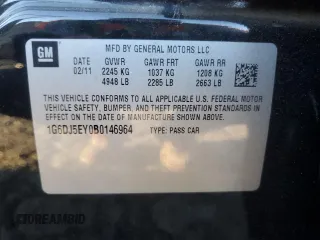 GM
MFD BY GENERAL MOTORS LLC
DATE GVWR GAWR FRT GAWR RR
02/11 2245 KG 1037 KG 1208 KG
4948 LB 2285 LB 2663 LB
THIS VEHICLE CONFORMS TO ALL APPLICABLE U.S. FEDERAL MOTOR
VEHICLE SAFETY, BUMPER, AND THEFT PREVENTION STANDARDS IN
EFFECT ON THE DATE OF MANUFACTURE SHOWN ABOVE.
1G6DJ5EY0B0146964 TYPE: PASS CAR